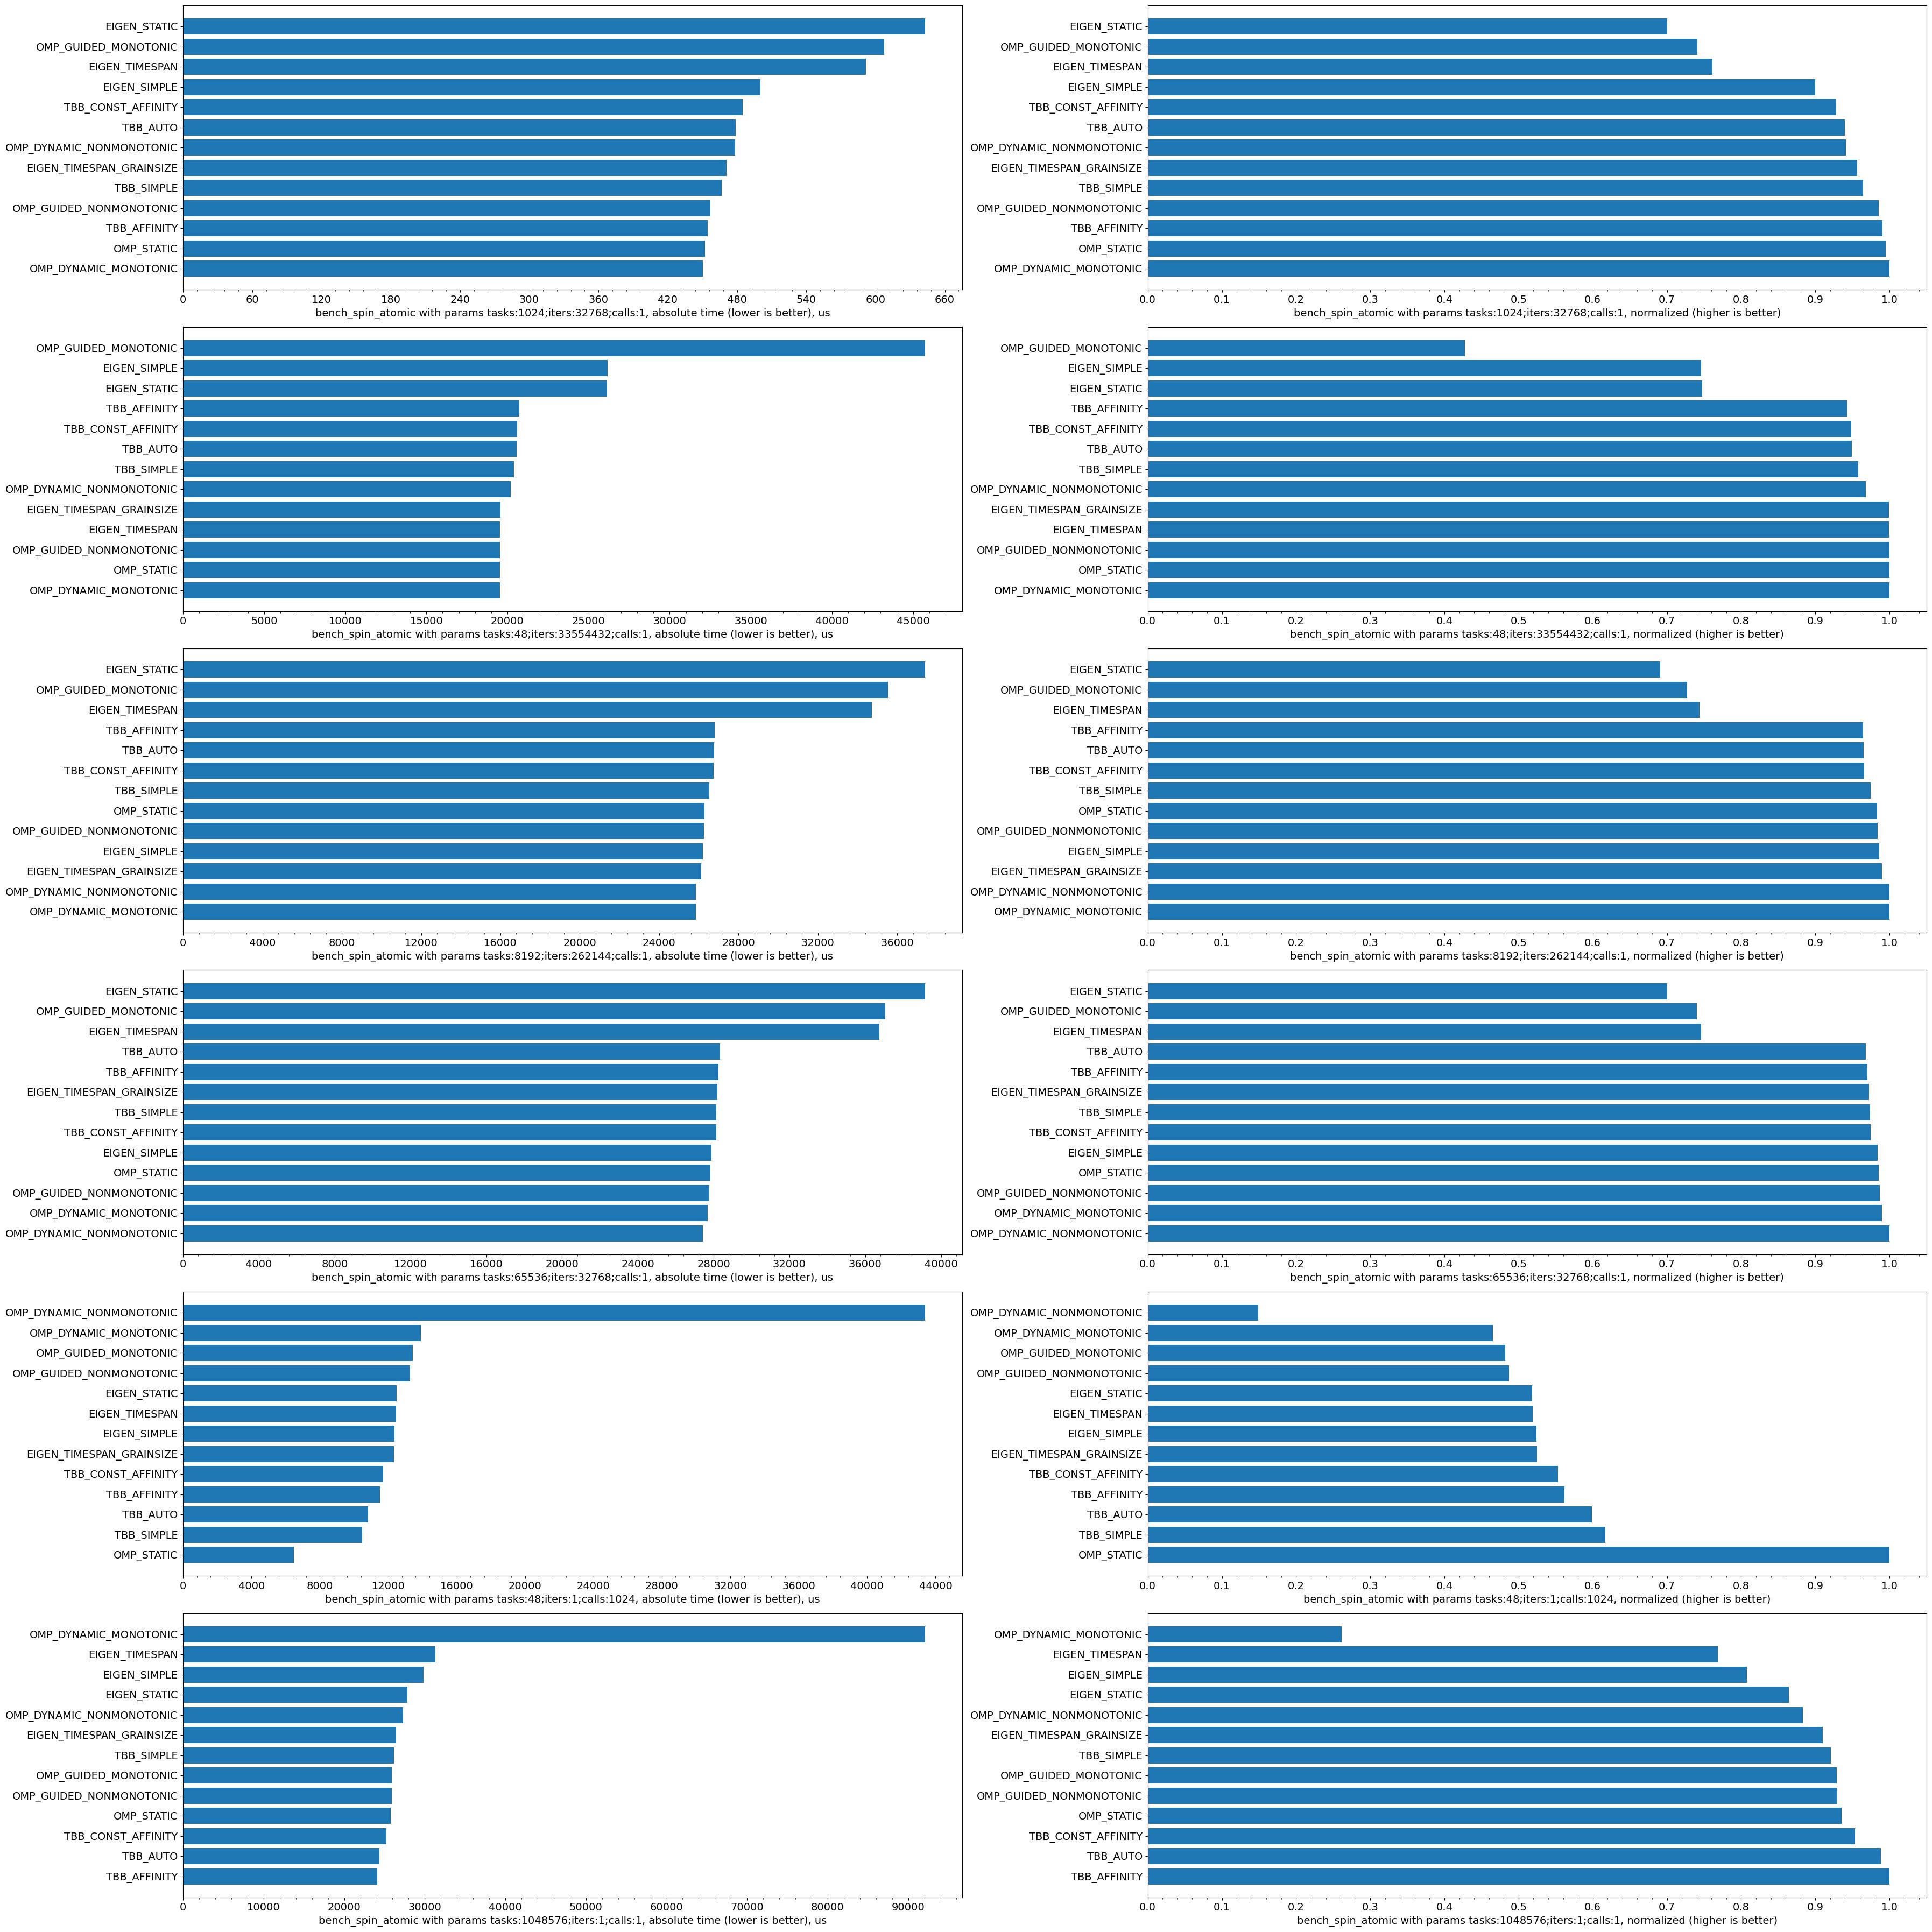 EIGEN_STATIC
OMP_GUIDED_MONOTONIC
EIGEN_TIMESPAN
EIGEN_SIMPLE
TBB_CONST_AFFINITY
TBB_AUTO
OMP_DYNAMIC_NONMONOTONIC
EIGEN_TIMESPAN_GRAINSIZE
TBB_SIMPLE
OMP_GUIDED_NONMONOTONIC
TBB_AFFINITY
OMP_STATIC
OMP_DYNAMIC_MONOTONIC
0 60 120 180 240 300 360 420 480 540 600 660
bench_spin_atomic with params tasks:1024;iters:32768;calls:1, absolute time (lower is better), us
EIGEN_STATIC
OMP_GUIDED_MONOTONIC
EIGEN_TIMESPAN
EIGEN_SIMPLE
TBB_CONST_AFFINITY
TBB_AUTO
OMP_DYNAMIC_NONMONOTONIC
EIGEN_TIMESPAN_GRAINSIZE
TBB_SIMPLE
OMP_GUIDED_NONMONOTONIC
TBB_AFFINITY
OMP_STATIC
OMP_DYNAMIC_MONOTONIC
0.0 0.1 0.2 0.3 0.4 0.5 0.6 0.7 0.8 0.9 1.0
bench_spin_atomic with params tasks:1024;iters:32768;calls:1, normalized (higher is better)
OMP_GUIDED_MONOTONIC
EIGEN_SIMPLE
EIGEN_STATIC
TBB_AFFINITY
TBB_CONST_AFFINITY
TBB_AUTO
TBB_SIMPLE
OMP_DYNAMIC_NONMONOTONIC
EIGEN_TIMESPAN_GRAINSIZE
EIGEN_TIMESPAN
OMP_GUIDED_NONMONOTONIC
OMP_STATIC
OMP_DYNAMIC_MONOTONIC
0 5000 10000 15000 20000 25000 30000 35000 40000 45000
bench_spin_atomic with params tasks:48;iters:33554432;calls:1, absolute time (lower is better), us
OMP_GUIDED_MONOTONIC
EIGEN_SIMPLE
EIGEN_STATIC
TBB_AFFINITY
TBB_CONST_AFFINITY
TBB_AUTO
TBB_SIMPLE
OMP_DYNAMIC_NONMONOTONIC
EIGEN_TIMESPAN_GRAINSIZE
EIGEN_TIMESPAN
OMP_GUIDED_NONMONOTONIC
OMP_STATIC
OMP_DYNAMIC_MONOTONIC
0.0 0.1 0.2 0.3 0.4 0.5 0.6 0.7 0.8 0.9 1.0
bench_spin_atomic with params tasks:48;iters:33554432;calls:1, normalized (higher is better)
EIGEN_STATIC
OMP_GUIDED_MONOTONIC
EIGEN_TIMESPAN
TBB_AFFINITY
TBB_AUTO
TBB_CONST_AFFINITY
TBB_SIMPLE
OMP_STATIC
OMP_GUIDED_NONMONOTONIC
EIGEN_SIMPLE
EIGEN_TIMESPAN_GRAINSIZE
OMP_DYNAMIC_NONMONOTONIC
OMP_DYNAMIC_MONOTONIC
0 4000 8000 12000 16000 20000 24000 28000 32000 36000
bench_spin_atomic with params tasks:8192;iters:262144;calls:1, absolute time (lower is better), us
EIGEN_STATIC
OMP_GUIDED_MONOTONIC
EIGEN_TIMESPAN
TBB_AFFINITY
TBB_AUTO
TBB_CONST_AFFINITY
TBB_SIMPLE
OMP_STATIC
OMP_GUIDED_NONMONOTONIC
EIGEN_SIMPLE
EIGEN_TIMESPAN_GRAINSIZE
OMP_DYNAMIC_NONMONOTONIC
OMP_DYNAMIC_MONOTONIC
0.0 0.1 0.2 0.3 0.4 0.5 0.6 0.7 0.8 0.9 1.0
bench_spin_atomic with params tasks:8192;iters:262144;calls:1, normalized (higher is better)
EIGEN_STATIC
OMP_GUIDED_MONOTONIC
EIGEN_TIMESPAN
TBB_AUTO
TBB_AFFINITY
EIGEN_TIMESPAN_GRAINSIZE
TBB_SIMPLE
TBB_CONST_AFFINITY
EIGEN_SIMPLE
OMP_STATIC
OMP_GUIDED_NONMONOTONIC
OMP_DYNAMIC_MONOTONIC
OMP_DYNAMIC_NONMONOTONIC
0 4000 8000 12000 16000 20000 24000 28000 32000 36000 40000
bench_spin_atomic with params tasks:65536;iters:32768;calls:1, absolute time (lower is better), us
EIGEN_STATIC
OMP_GUIDED_MONOTONIC
EIGEN_TIMESPAN
TBB_AUTO
TBB_AFFINITY
EIGEN_TIMESPAN_GRAINSIZE
TBB_SIMPLE
TBB_CONST_AFFINITY
EIGEN_SIMPLE
OMP_STATIC
OMP_GUIDED_NONMONOTONIC
OMP_DYNAMIC_MONOTONIC
OMP_DYNAMIC_NONMONOTONIC
0.0 0.1 0.2 0.3 0.4 0.5 0.6 0.7 0.8 0.9 1.0
bench_spin_atomic with params tasks:65536;iters:32768;calls:1, normalized (higher is better)
OMP_DYNAMIC_NONMONOTONIC
OMP_DYNAMIC_MONOTONIC
OMP_GUIDED_MONOTONIC
OMP_GUIDED_NONMONOTONIC
EIGEN_STATIC
EIGEN_TIMESPAN
EIGEN_SIMPLE
EIGEN_TIMESPAN_GRAINSIZE
TBB_CONST_AFFINITY
TBB_AFFINITY
TBB_AUTO
TBB_SIMPLE
OMP_STATIC
0 4000 8000 12000 16000 20000 24000 28000 32000 36000 40000 44000
bench_spin_atomic with params tasks:48;iters:1;calls:1024, absolute time (lower is better), us
OMP_DYNAMIC_NONMONOTONIC
OMP_DYNAMIC_MONOTONIC
OMP_GUIDED_MONOTONIC
OMP_GUIDED_NONMONOTONIC
EIGEN_STATIC
EIGEN_TIMESPAN
EIGEN_SIMPLE
EIGEN_TIMESPAN_GRAINSIZE
TBB_CONST_AFFINITY
TBB_AFFINITY
TBB_AUTO
TBB_SIMPLE
OMP_STATIC
0.0 0.1 0.2 0.3 0.4 0.5 0.6 0.7 0.8 0.9 1.0
bench_spin_atomic with params tasks:48;iters:1;calls:1024, normalized (higher is better)
OMP_DYNAMIC_MONOTONIC
EIGEN_TIMESPAN
EIGEN_SIMPLE
EIGEN_STATIC
OMP_DYNAMIC_NONMONOTONIC
EIGEN_TIMESPAN_GRAINSIZE
TBB_SIMPLE
OMP_GUIDED_MONOTONIC
OMP_GUIDED_NONMONOTONIC
OMP_STATIC
TBB_CONST_AFFINITY
TBB_AUTO
TBB_AFFINITY
0 10000 20000 30000 40000 50000 60000 70000 80000 90000
bench_spin_atomic with params tasks:1048576;iters:1;calls:1, absolute time (lower is better), us
OMP_DYNAMIC_MONOTONIC
EIGEN_TIMESPAN
EIGEN_SIMPLE
EIGEN_STATIC
OMP_DYNAMIC_NONMONOTONIC
EIGEN_TIMESPAN_GRAINSIZE
TBB_SIMPLE
OMP_GUIDED_MONOTONIC
OMP_GUIDED_NONMONOTONIC
OMP_STATIC
TBB_CONST_AFFINITY
TBB_AUTO
TBB_AFFINITY
0.0 0.1 0.2 0.3 0.4 0.5 0.6 0.7 0.8 0.9 1.0
bench_spin_atomic with params tasks:1048576;iters:1;calls:1, normalized (higher is better)